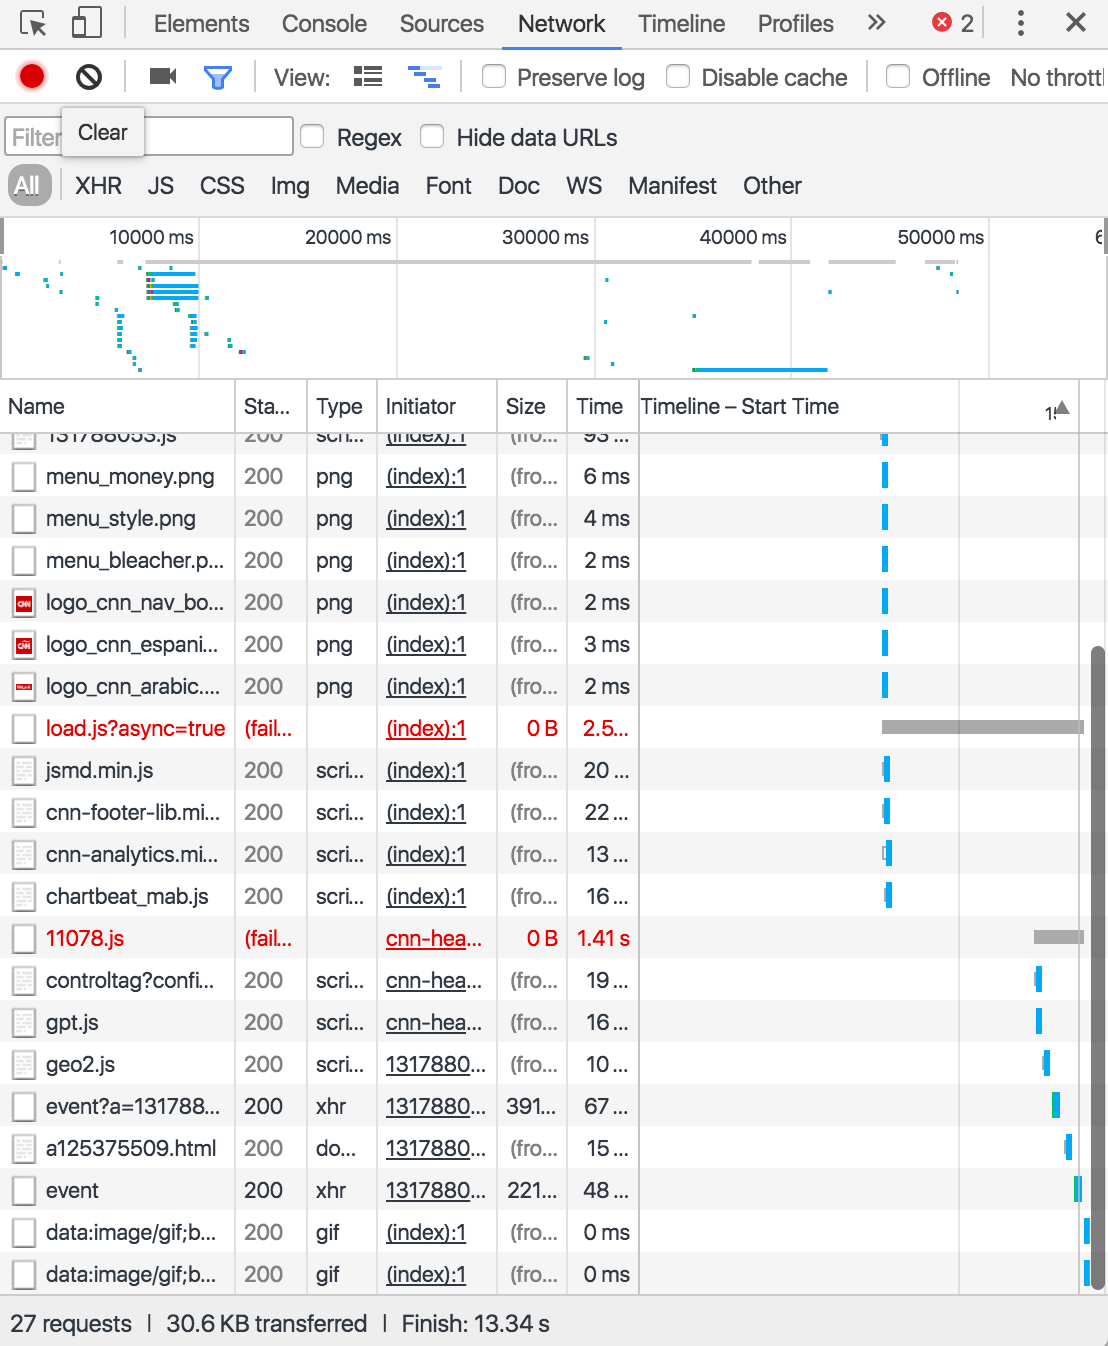 Elements Console Sources Network Timeline Profiles » 2
View: Preserve log Disable cache Offline No thrott
Filter Clear Regex Hide data URLs
All XHR JS CSS Img Media Font Doc WS Manifest Other
10000 ms 20000 ms 30000 ms 40000 ms 50000 ms 6
Name Sta... Type Initiator Size Time Timeline – Start Time
131788053.js 200 scri... (index):1 (fro... 93 ...
menu_money.png 200 png (index):1 (fro... 6 ms
menu_style.png 200 png (index):1 (fro... 4 ms
menu_bleacher.p... 200 png (index):1 (fro... 2 ms
logo_cnn_nav_bo... 200 png (index):1 (fro... 2 ms
logo_cnn_espani... 200 png (index):1 (fro... 3 ms
logo_cnn_arabic.... 200 png (index):1 (fro... 2 ms
load.js?async=true (fail... (index):1 0 B 2.5...
jsmd.min.js 200 scri... (index):1 (fro... 20 ...
cnn-footer-lib.mi... 200 scri... (index):1 (fro... 22 ...
cnn-analytics.mi... 200 scri... (index):1 (fro... 13 ...
chartbeat_mab.js 200 scri... (index):1 (fro... 16 ...
11078.js (fail... cnn-hea... 0 B 1.41 s
controltag?confi... 200 scri... cnn-hea... (fro... 19 ...
gpt.js 200 scri... cnn-hea... (fro... 16 ...
geo2.js 200 scri... 1317880... (fro... 10 ...
event?a=131788... 200 xhr 1317880... 391... 67 ...
a125375509.html 200 do... 1317880... (fro... 15 ...
event 200 xhr 1317880... 221... 48 ...
data:image/gif;b... 200 gif (index):1 (fro... 0 ms
data:image/gif;b... 200 gif (index):1 (fro... 0 ms
27 requests | 30.6 KB transferred | Finish: 13.34 s